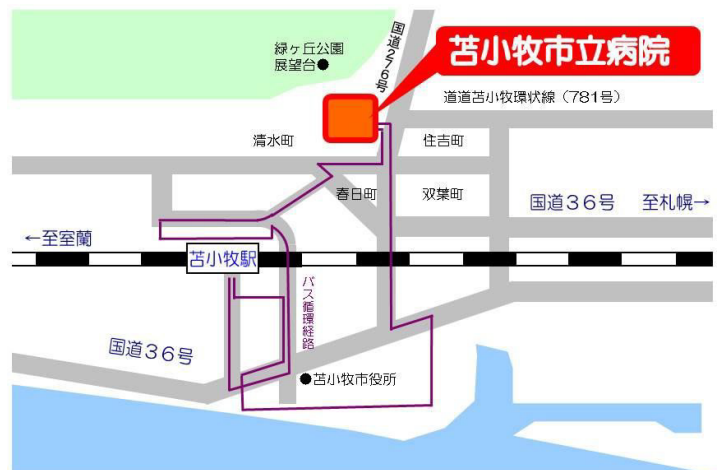 緑ヶ丘公園
展望台●
国道276号
苫小牧市立病院
道道苫小牧環状線（781号）
清水町
住吉町
春日町
双葉町
国道36号
至札幌→
←至室蘭
苫小牧駅
バス循環経路
国道36号
●苫小牧市役所